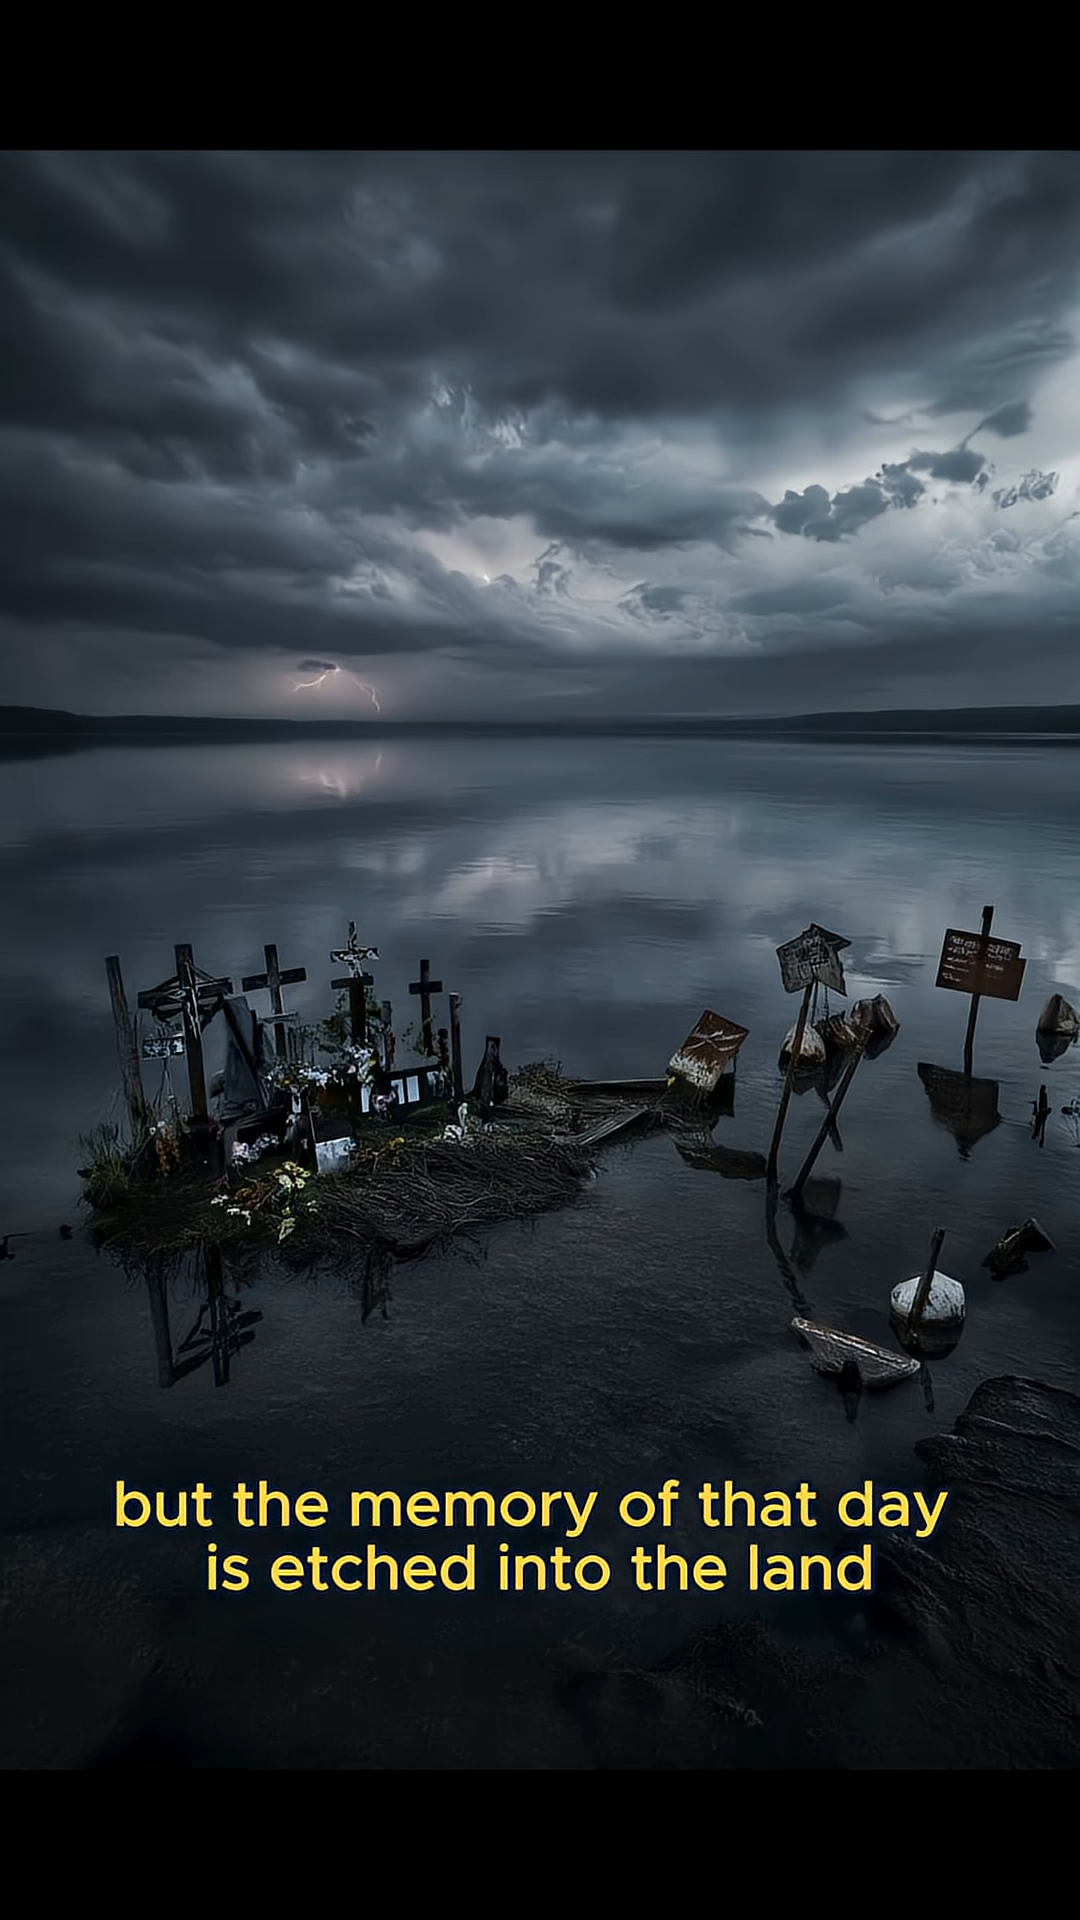 but the memory of that day
is etched into the land